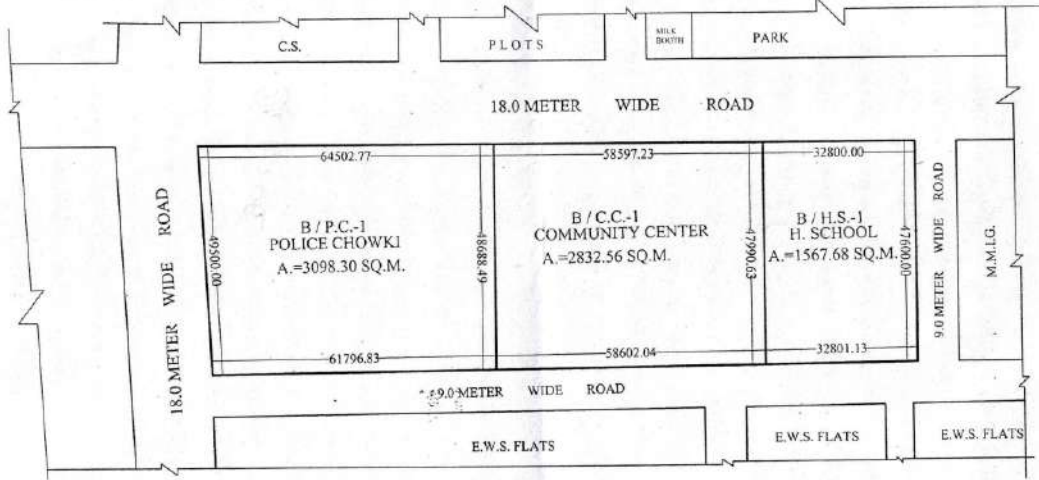 C.S.
PLOTS
MILK
BOOTH
PARK
18.0 METER WIDE ROAD
64502.77
58597.23
32800.00
18.0 METER WIDE ROAD
49500.00
B / P.C.-1
POLICE CHOWKI
A.=3098.30 SQ.M.
48688.49
B / C.C.-1
COMMUNITY CENTER
A.=2832.56 SQ.M.
47990.63
B / H.S.-1
H. SCHOOL
A.=1567.68 SQ.M.
47600.00
9.0 METER WIDE ROAD
M.M.I.G.
61796.83
58602.04
32801.13
9.0 METER WIDE ROAD
E.W.S. FLATS
E.W.S. FLATS
E.W.S. FLATS